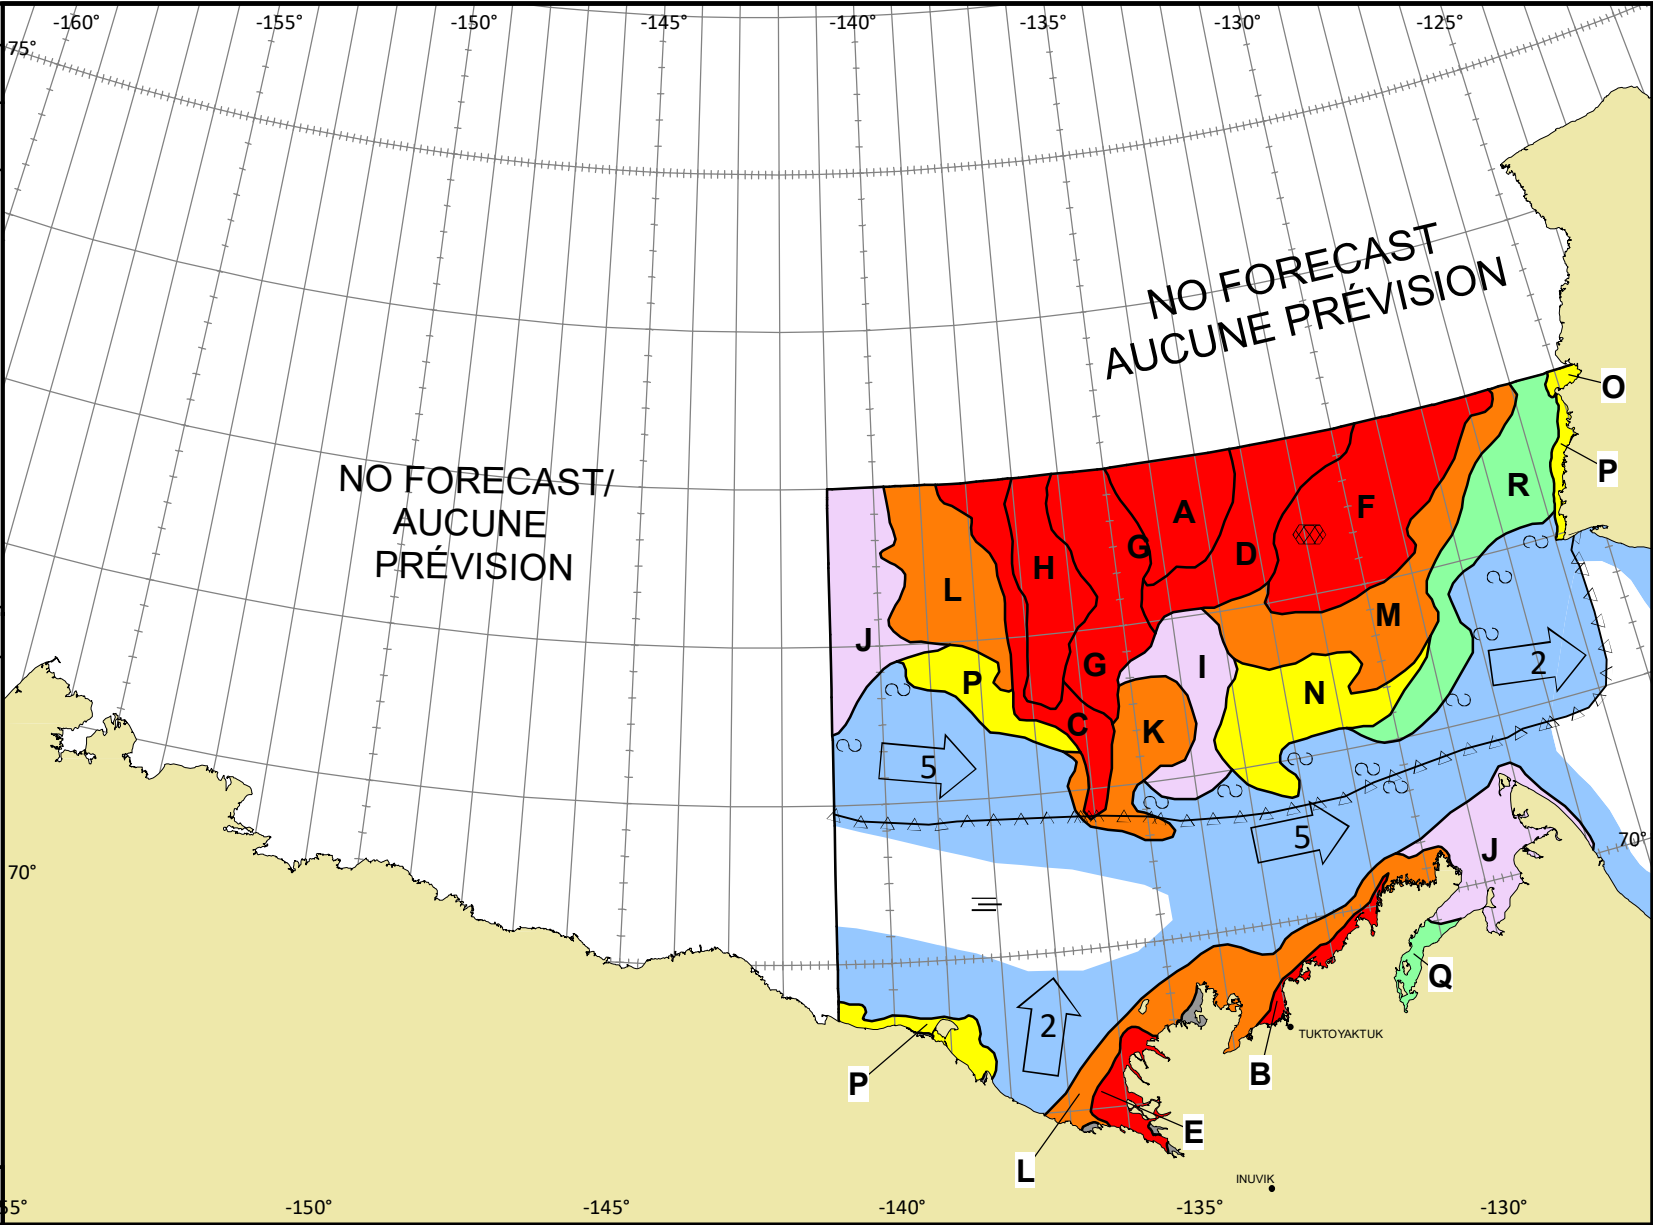 -160°
-155°
-150°
-145°
-140°
-135°
-130°
-125°
75°
NO FORECAST
AUCUNE PRÉVISION
NO FORECAST/
AUCUNE
PRÉVISION
O
P
R
A
F
G
D
H
L
M
J
I
G
P
N
2
C
K
5
5
J
70°
70°
Q
2
TUKTOYAKTUK
B
P
E
L
INUVIK
55°
-150°
-145°
-140°
-135°
-130°